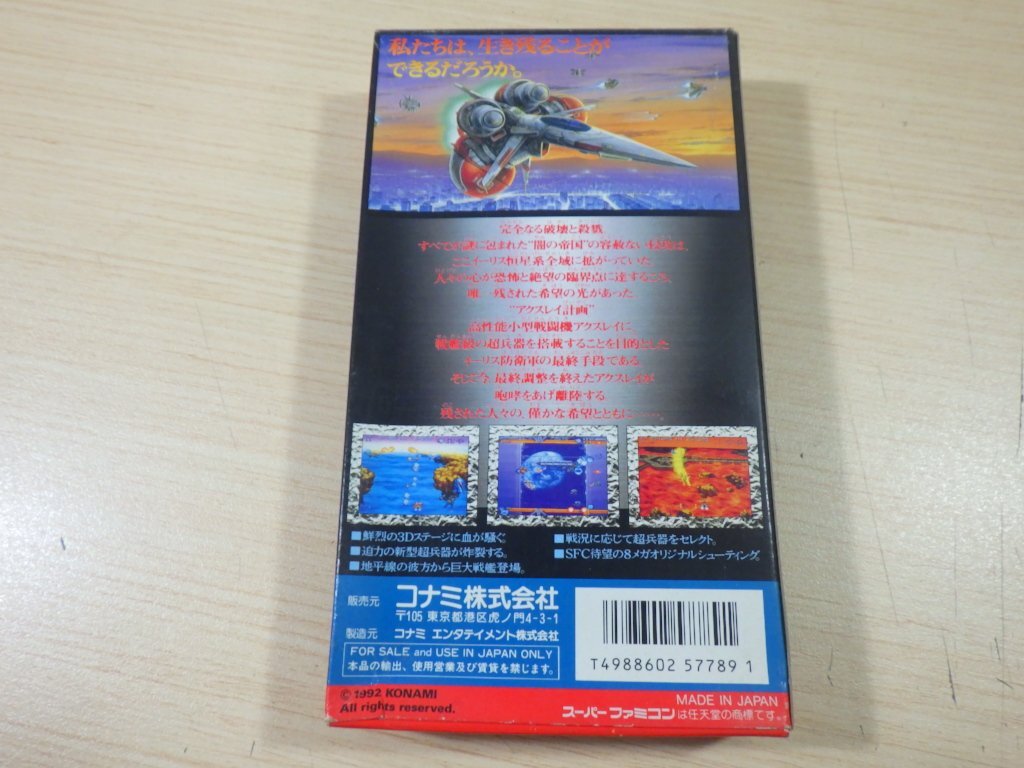 私たちは、生き残ることが
できるだろうか。
完全なる破壊と殺戮
すべてが謎に包まれた"闇の帝国"の容赦ない
ここイーリス恒星系全域に拡がっていた
人々の心が恐怖と絶望の臨界点に達するころ、
唯一残された希望の光があった
"アクスレイ計画"
高性能小型戦闘機アクスレイに、
戦艦級の超兵器を搭載することを目的とした
イーリス防衛軍の最終手段である
そして今、最終調整を終えたアクスレイが
咆哮をあげ離陸する
残された人々の、僅かな希望とともに……
■鮮烈の3Dステージに血が騒ぐ
■迫力の新型超兵器が炸裂する。
■地平線の彼方から巨大戦艦登場。
■戦況に応じて超兵器をセレクト。
■SFC待望の8メガオリジナルシューティング。
販売元 コナミ株式会社
〒105 東京都港区虎ノ門4-3-1
製造元 コナミ エンタテイメント株式会社
FOR SALE and USE IN JAPAN ONLY
本品の輸出、使用営業及び賃貸を禁じます。
T4988602 57789 1
© 1992 KONAMI
All rights reserved.
MADE IN JAPAN
スーパーファミコンは任天堂の商標です。